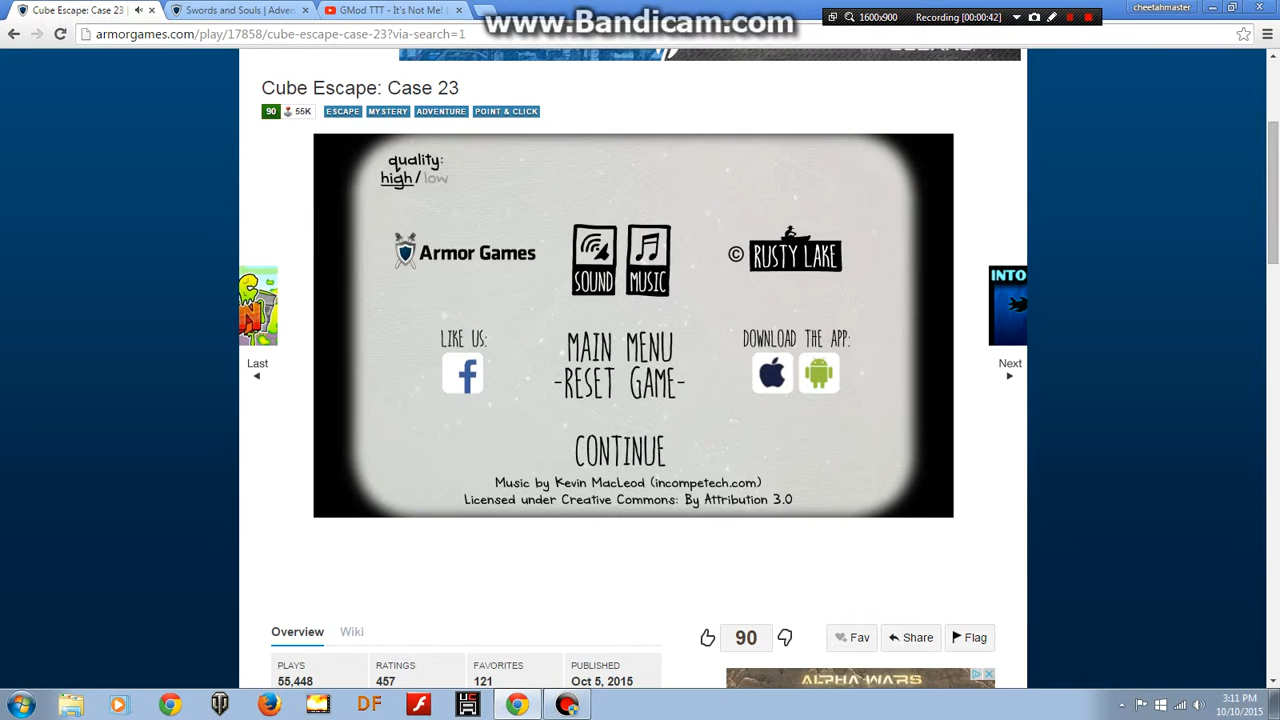 Cube Escape: Case 23
Swords and Souls | Adven
GMod TTT - It's Not Me! (
www.Bandicam.com
1600x900
Recording [00:00:42]
cheetahmaster
armorgames.com/play/17858/cube-escape-case-23?via-search=1
Cube Escape: Case 23
90 55K ESCAPE MYSTERY ADVENTURE POINT & CLICK
quality:
high/low
Armor Games
SOUND MUSIC
© RUSTY LAKE
LIKE US:
MAIN MENU
DOWNLOAD THE APP:
-RESET GAME-
CONTINUE
Music by Kevin MacLeod (incompetech.com)
Licensed under Creative Commons: By Attribution 3.0
INTO
Last
Next
Overview Wiki
90
Fav Share Flag
PLAYS RATINGS FAVORITES PUBLISHED
55,448 457 121 Oct 5, 2015
ALPHA WARS
DF
3:11 PM
10/10/2015